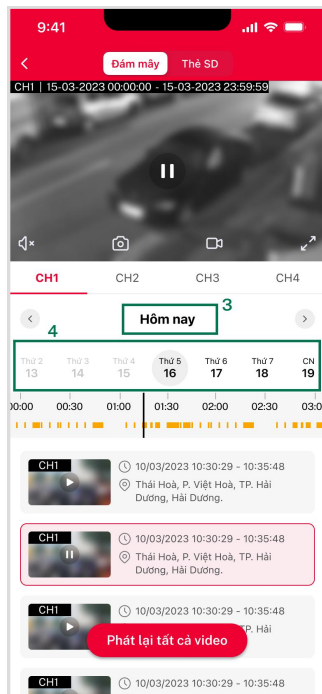 9:41
Đám mây Thẻ SD
CH1 | 15-03-2023 00:00:00 - 15-03-2023 23:59:59
CH1 CH2 CH3 CH4
3
Hôm nay
4
Thứ 2 Thứ 3 Thứ 4 Thứ 5 Thứ 6 Thứ 7 CN
13 14 15 16 17 18 19
00:00 00:30 01:00 01:30 02:00 02:30 03:0
CH1
10/03/2023 10:30:29 - 10:35:48
Thái Hoà, P. Việt Hoà, TP. Hải
Dương, Hải Dương.
CH1
10/03/2023 10:30:29 - 10:35:48
Thái Hoà, P. Việt Hoà, TP. Hải
Dương, Hải Dương.
CH1
10/03/2023 10:30:29 - 10:35:48
TP. Hải
Phát lại tất cả video
CH1
10/03/2023 10:30:29 - 10:35:48